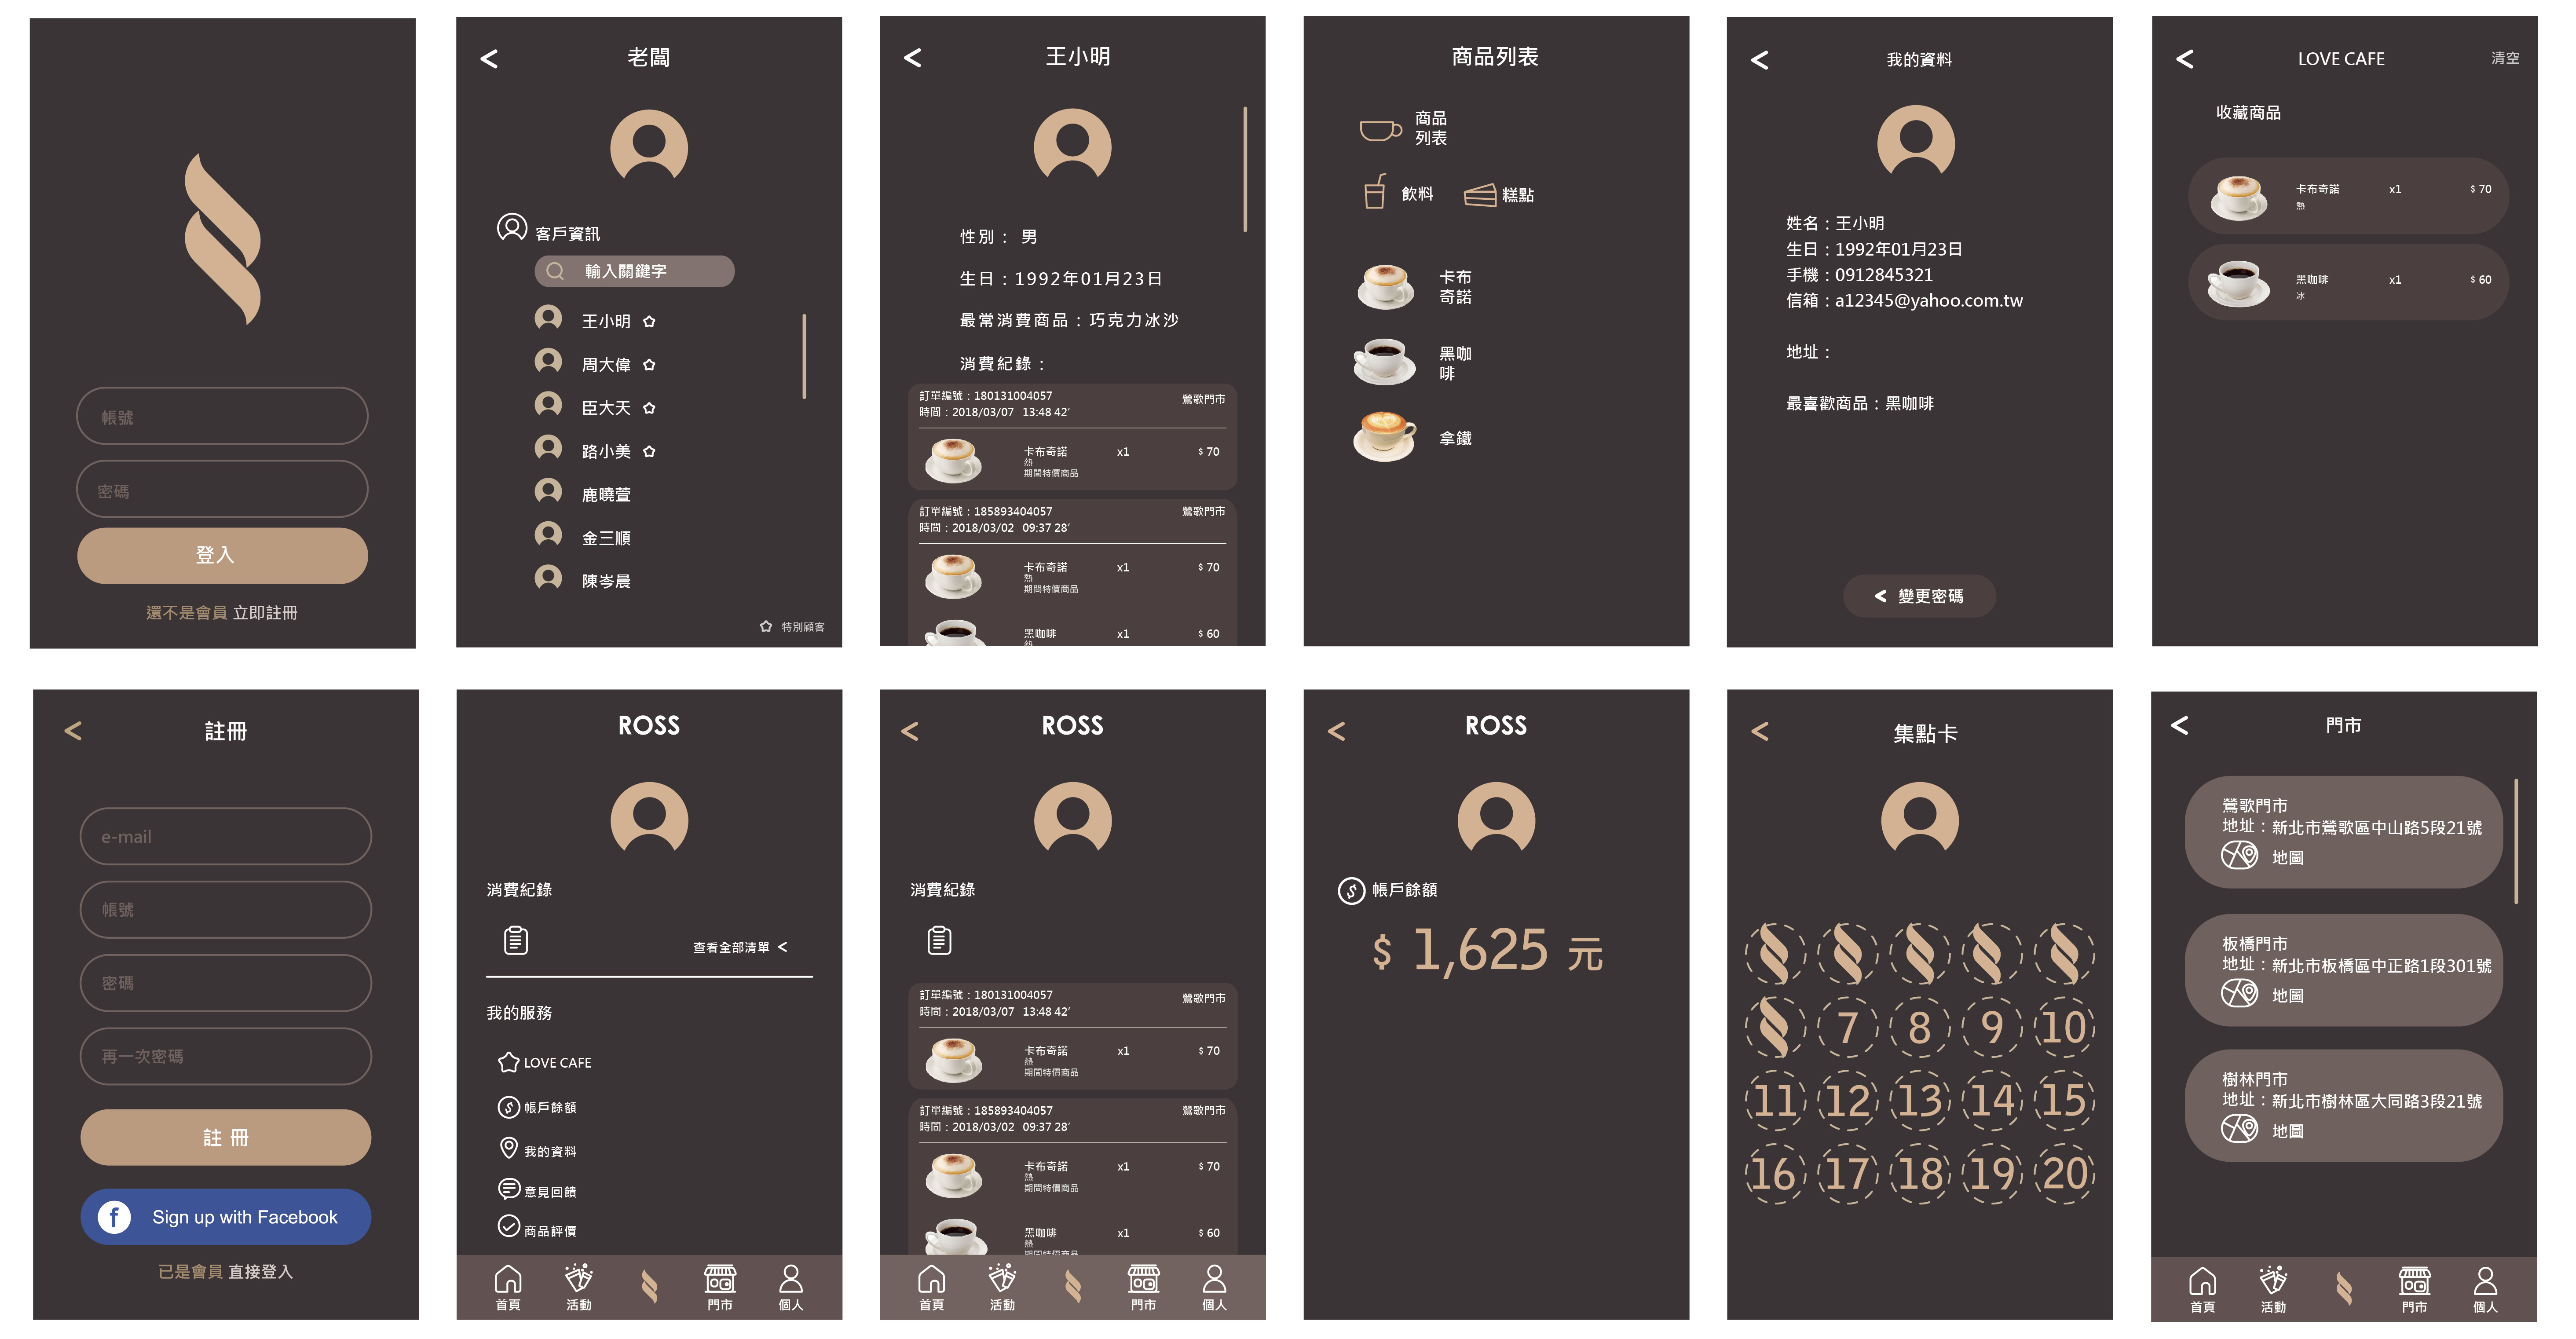 帳號
密碼
登入
還不是會員 立即註冊
老闆
客戶資訊
輸入關鍵字
王小明
周大偉
臣大天
路小美
鹿曉萱
金三順
陳岑晨
特別顧客
王小明
性別： 男
生日：1992年01月23日
最常消費商品：巧克力冰沙
消費紀錄：
訂單編號：180131004057 鶯歌門市
時間：2018/03/07 13:48 42′
卡布奇諾 x1 $ 70
熱
期間特價商品
訂單編號：185893404057 鶯歌門市
時間：2018/03/02 09:37 28′
卡布奇諾 x1 $ 70
熱
期間特價商品
黑咖啡 x1 $ 60
熱
商品列表
商品
列表
飲料 糕點
卡布
奇諾
黑咖
啡
拿鐵
我的資料
姓名：王小明
生日：1992年01月23日
手機：0912845321
信箱：a12345@yahoo.com.tw
地址：
最喜歡商品：黑咖啡
< 變更密碼
LOVE CAFE 清空
收藏商品
卡布奇諾 x1 $ 70
熱
黑咖啡 x1 $ 60
冰
註冊
e-mail
帳號
密碼
再一次密碼
註 冊
f Sign up with Facebook
已是會員 直接登入
ROSS
消費紀錄
查看全部清單 <
我的服務
LOVE CAFE
帳戶餘額
我的資料
意見回饋
商品評價
首頁 活動 門市 個人
ROSS
消費紀錄
訂單編號：180131004057 鶯歌門市
時間：2018/03/07 13:48 42′
卡布奇諾 x1 $ 70
熱
期間特價商品
訂單編號：185893404057 鶯歌門市
時間：2018/03/02 09:37 28′
卡布奇諾 x1 $ 70
熱
期間特價商品
黑咖啡 x1 $ 60
熱
期間特價商品
首頁 活動 門市 個人
ROSS
帳戶餘額
$ 1,625 元
集點卡
7 8 9 10
11 12 13 14 15
16 17 18 19 20
門市
鶯歌門市
地址：新北市鶯歌區中山路5段21號
地圖
板橋門市
地址：新北市板橋區中正路1段301號
地圖
樹林門市
地址：新北市樹林區大同路3段21號
地圖
首頁 活動 門市 個人